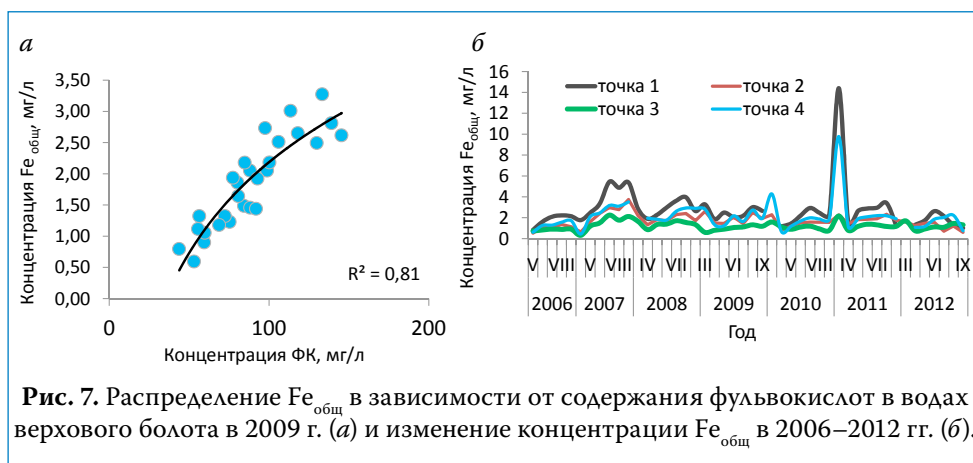 а
Концентрация Fe общ, мг/л
3,50
3,00
2,50
2,00
1,50
1,00
0,50
0,00
R² = 0,81
0 100 200
Концентрация ФК, мг/л
б
Концентрация Feобщ, мг/л
16
14
12
10
8
6
4
2
0
точка 1 точка 2
точка 3 точка 4
V VIII V VIII IV VII III VI IX V VIII IV VII III VI IX
2006 2007 2008 2009 2010 2011 2012
Год
Рис. 7. Распределение Feобщ в зависимости от содержания фульвокислот в водах
верхового болота в 2009 г. (а) и изменение концентрации Feобщ в 2006–2012 гг. (б).